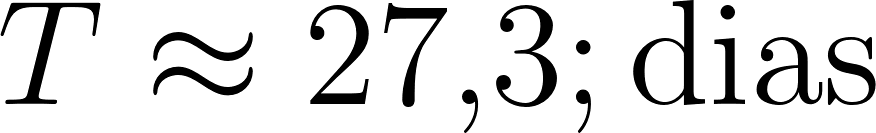 T ≈ 27,3; dias